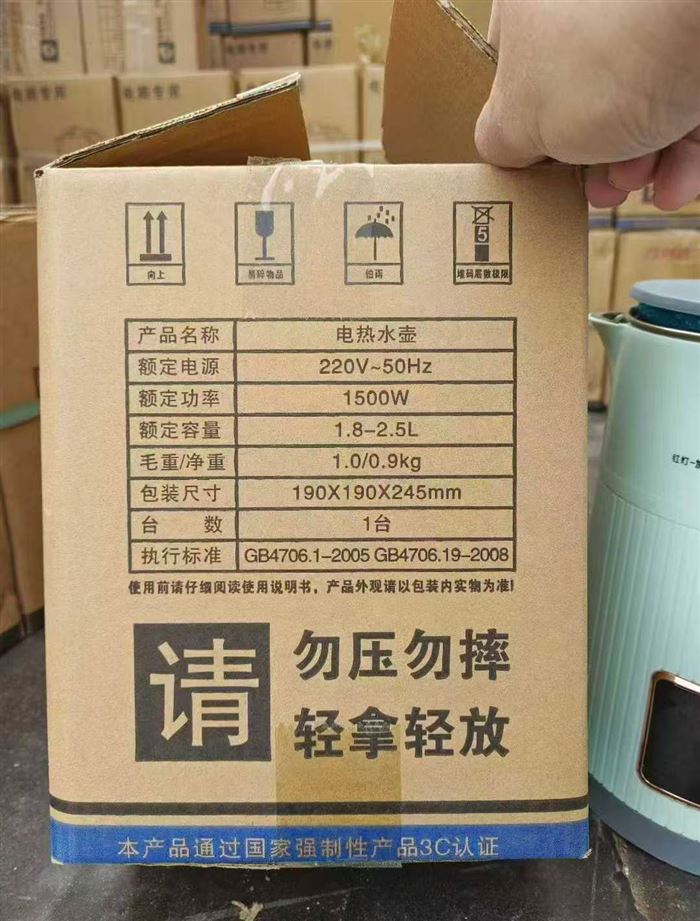 向上
易碎物品
怕雨
5
堆码层数极限
产品名称 电热水壶
额定电源 220V~50Hz
额定功率 1500W
额定容量 1.8-2.5L
毛重/净重 1.0/0.9kg
包装尺寸 190X190X245mm
台 数 1台
执行标准 GB4706.1-2005 GB4706.19-2008
使用前请仔细阅读使用说明书，产品外观请以包装内实物为准!
请
勿压勿摔
轻拿轻放
本产品通过国家强制性产品3C认证